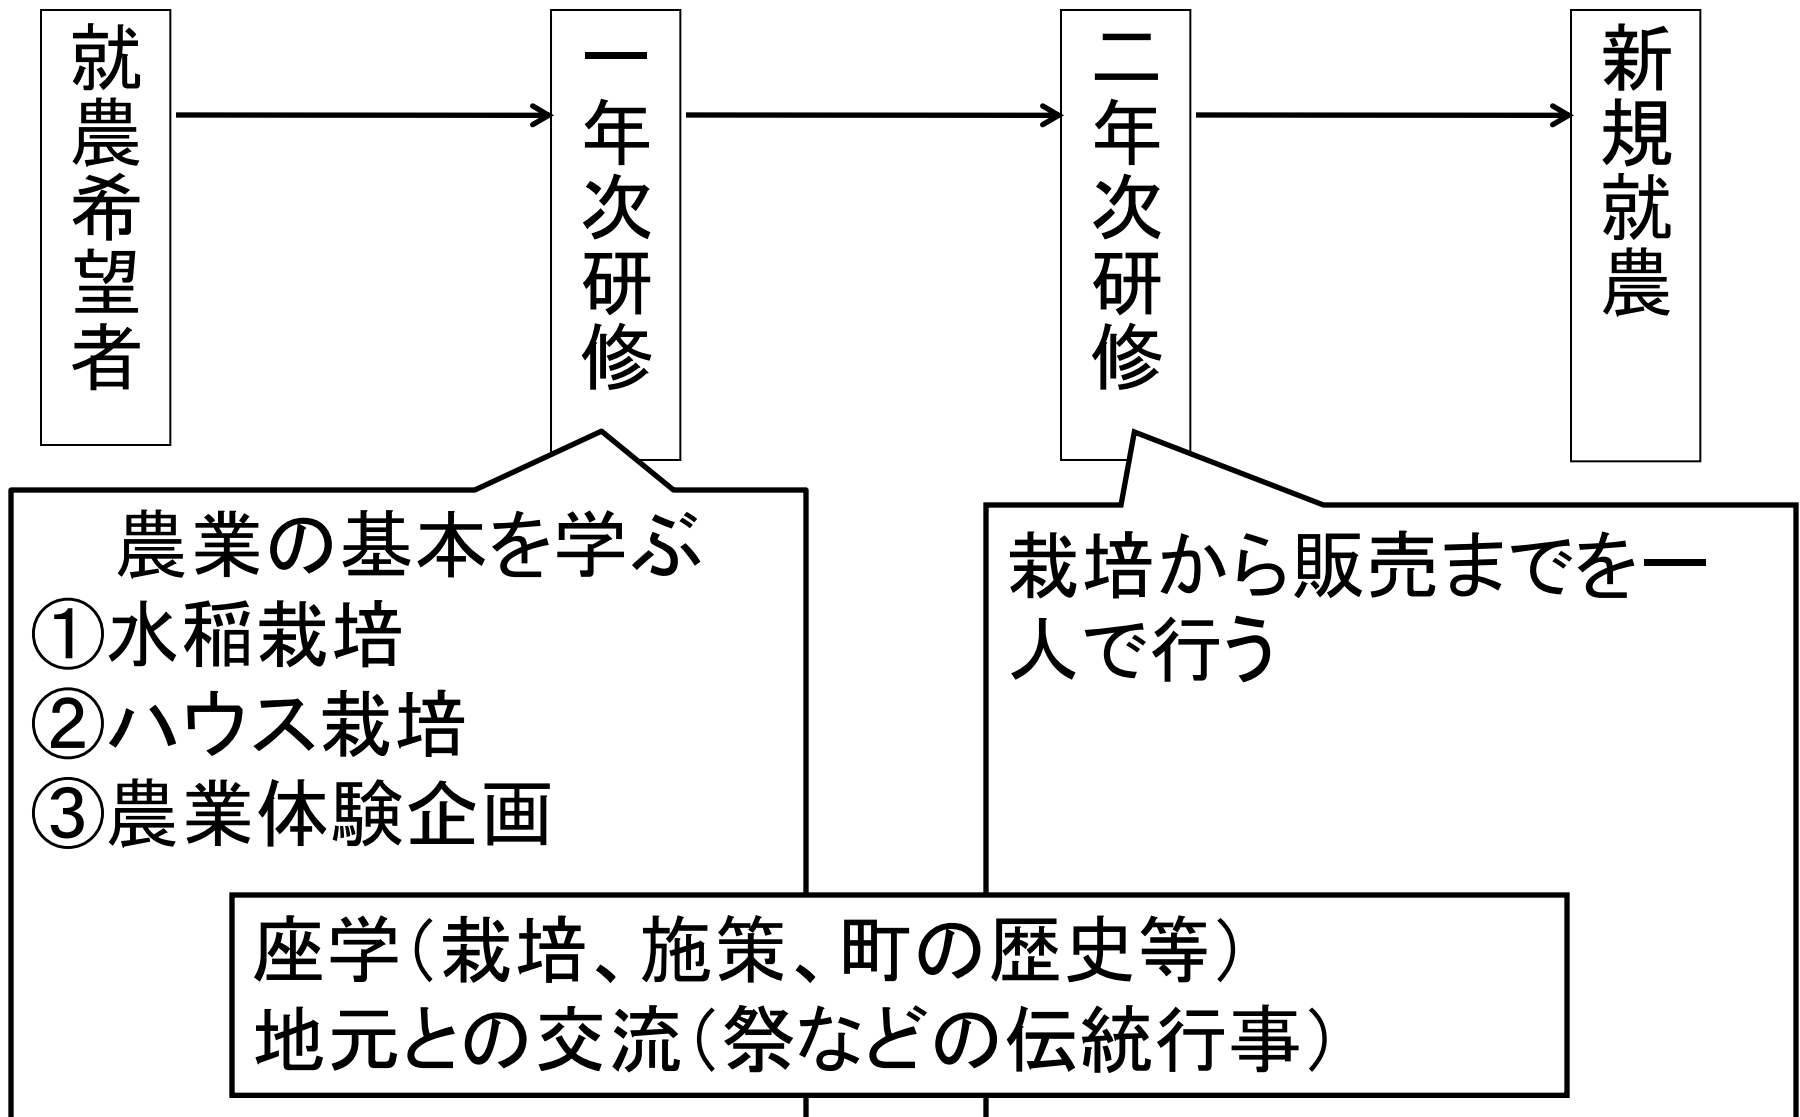 就農希望者
一年次研修
二年次研修
新規就農
農業の基本を学ぶ
①水稲栽培
②ハウス栽培
③農業体験企画
栽培から販売までを一
人で行う
座学（栽培、施策、町の歴史等）
地元との交流（祭などの伝統行事）